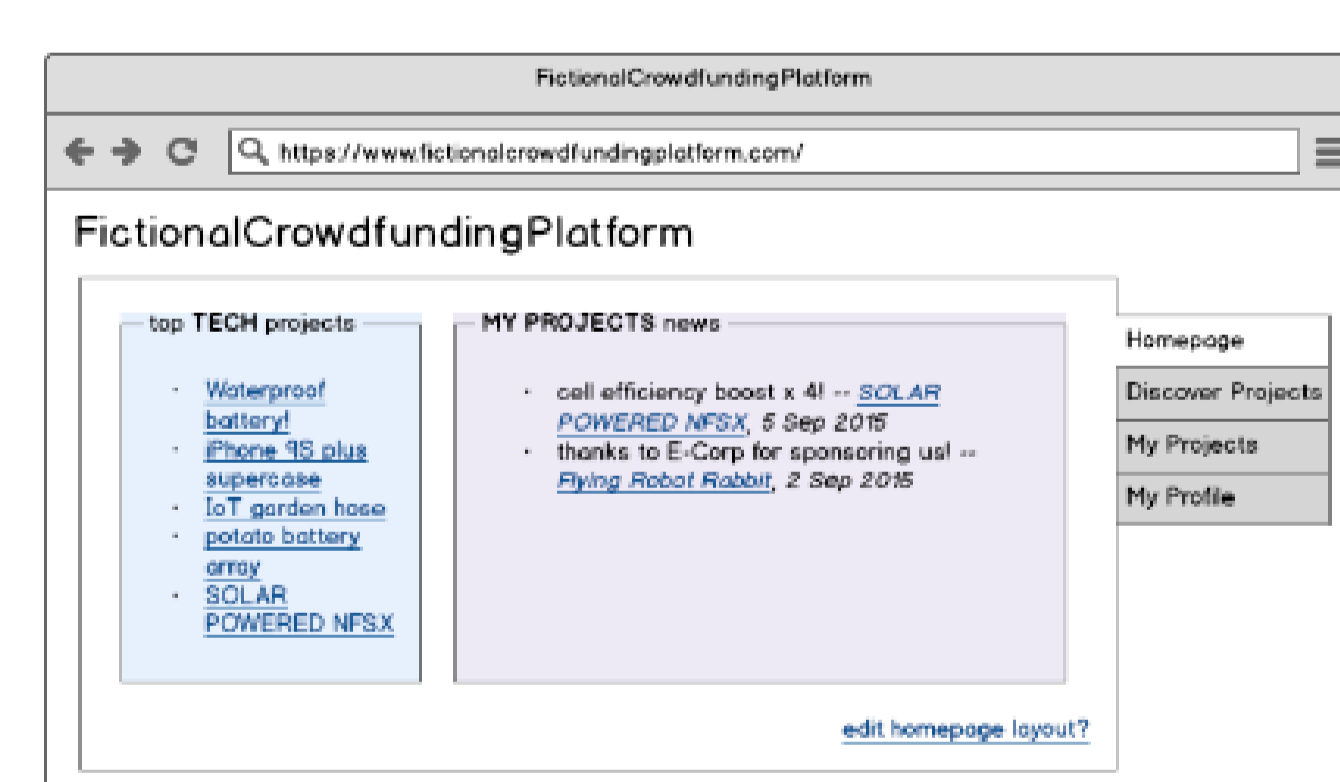 FictionalCrowdfundingPlatform
https://www.fictionalcrowdfundingplatform.com/
FictionalCrowdfundingPlatform
top TECH projects
· Waterproof
battery!
· iPhone 9S plus
supercase
· IoT garden hose
· potato battery
array
· SOLAR
POWERED NFSX
MY PROJECTS news
· cell efficiency boost x 4! -- SOLAR
POWERED NFSX, 5 Sep 2015
· thanks to E-Corp for sponsoring us! --
Flying Robot Rabbit, 2 Sep 2015
edit homepage layout?
Homepage
Discover Projects
My Projects
My Profile